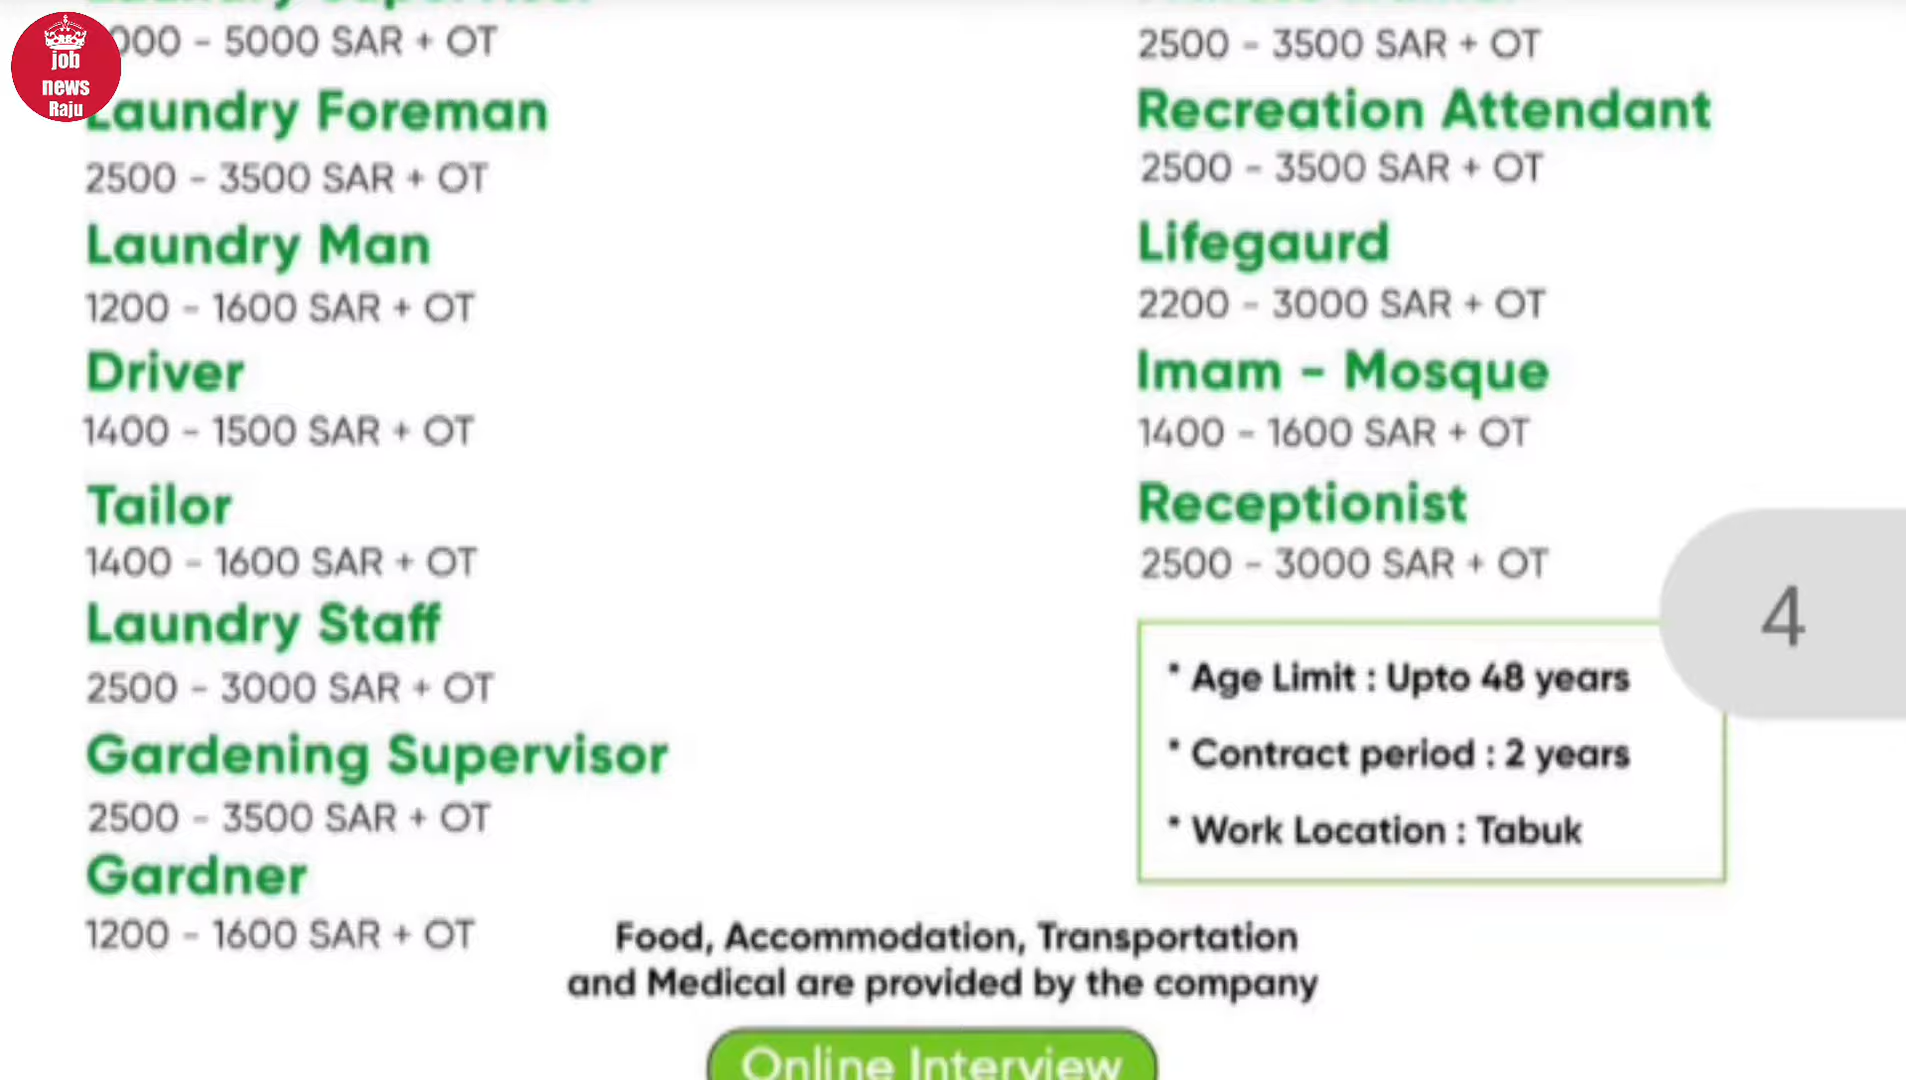 job
news
Raju
000 - 5000 SAR + OT
Laundry Foreman
2500 - 3500 SAR + OT
Laundry Man
1200 - 1600 SAR + OT
Driver
1400 - 1500 SAR + OT
Tailor
1400 - 1600 SAR + OT
Laundry Staff
2500 - 3000 SAR + OT
Gardening Supervisor
2500 - 3500 SAR + OT
Gardner
1200 - 1600 SAR + OT
2500 - 3500 SAR + OT
Recreation Attendant
2500 - 3500 SAR + OT
Lifegaurd
2200 - 3000 SAR + OT
Imam - Mosque
1400 - 1600 SAR + OT
Receptionist
2500 - 3000 SAR + OT
4
* Age Limit : Upto 48 years
* Contract period : 2 years
* Work Location : Tabuk
Food, Accommodation, Transportation
and Medical are provided by the company
Online Interview